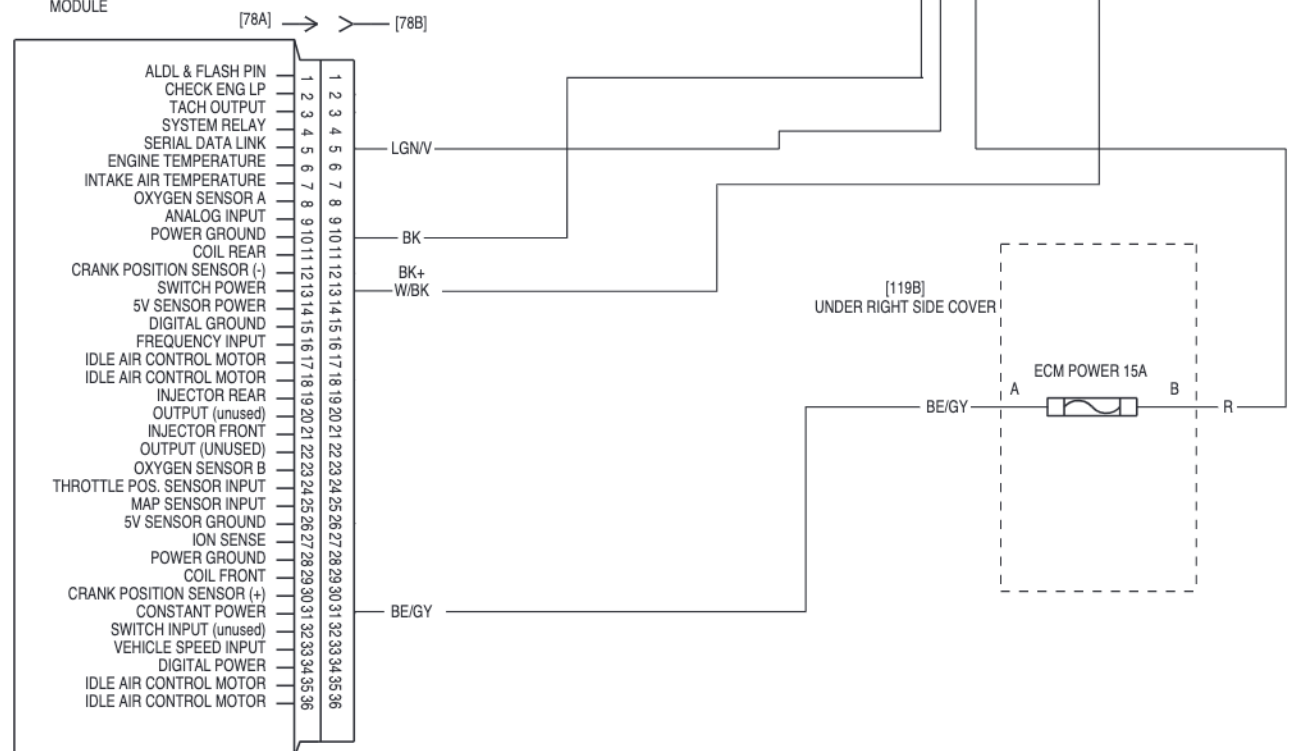 MODULE
[78A] [78B]
ALDL & FLASH PIN 1 1
CHECK ENG LP 2 2
TACH OUTPUT 3 3
SYSTEM RELAY 4 4
SERIAL DATA LINK 5 5 LGN/V
ENGINE TEMPERATURE 6 6
INTAKE AIR TEMPERATURE 7 7
OXYGEN SENSOR A 8 8
ANALOG INPUT 9 9
POWER GROUND 10 10 BK
COIL REAR 11 11
CRANK POSITION SENSOR (-) 12 12 BK+
SWITCH POWER 13 13 W/BK
5V SENSOR POWER 14 14
DIGITAL GROUND 15 15
FREQUENCY INPUT 16 16
IDLE AIR CONTROL MOTOR 17 17
IDLE AIR CONTROL MOTOR 18 18
INJECTOR REAR 19 19
OUTPUT (unused) 20 20
INJECTOR FRONT 21 21
OUTPUT (UNUSED) 22 22
OXYGEN SENSOR B 23 23
THROTTLE POS. SENSOR INPUT 24 24
MAP SENSOR INPUT 25 25
5V SENSOR GROUND 26 26
ION SENSE 27 27
POWER GROUND 28 28
COIL FRONT 29 29
CRANK POSITION SENSOR (+) 30 30
CONSTANT POWER 31 31 BE/GY
SWITCH INPUT (unused) 32 32
VEHICLE SPEED INPUT 33 33
DIGITAL POWER 34 34
IDLE AIR CONTROL MOTOR 35 35
IDLE AIR CONTROL MOTOR 36 36
[119B]
UNDER RIGHT SIDE COVER
ECM POWER 15A
A B
BE/GY R